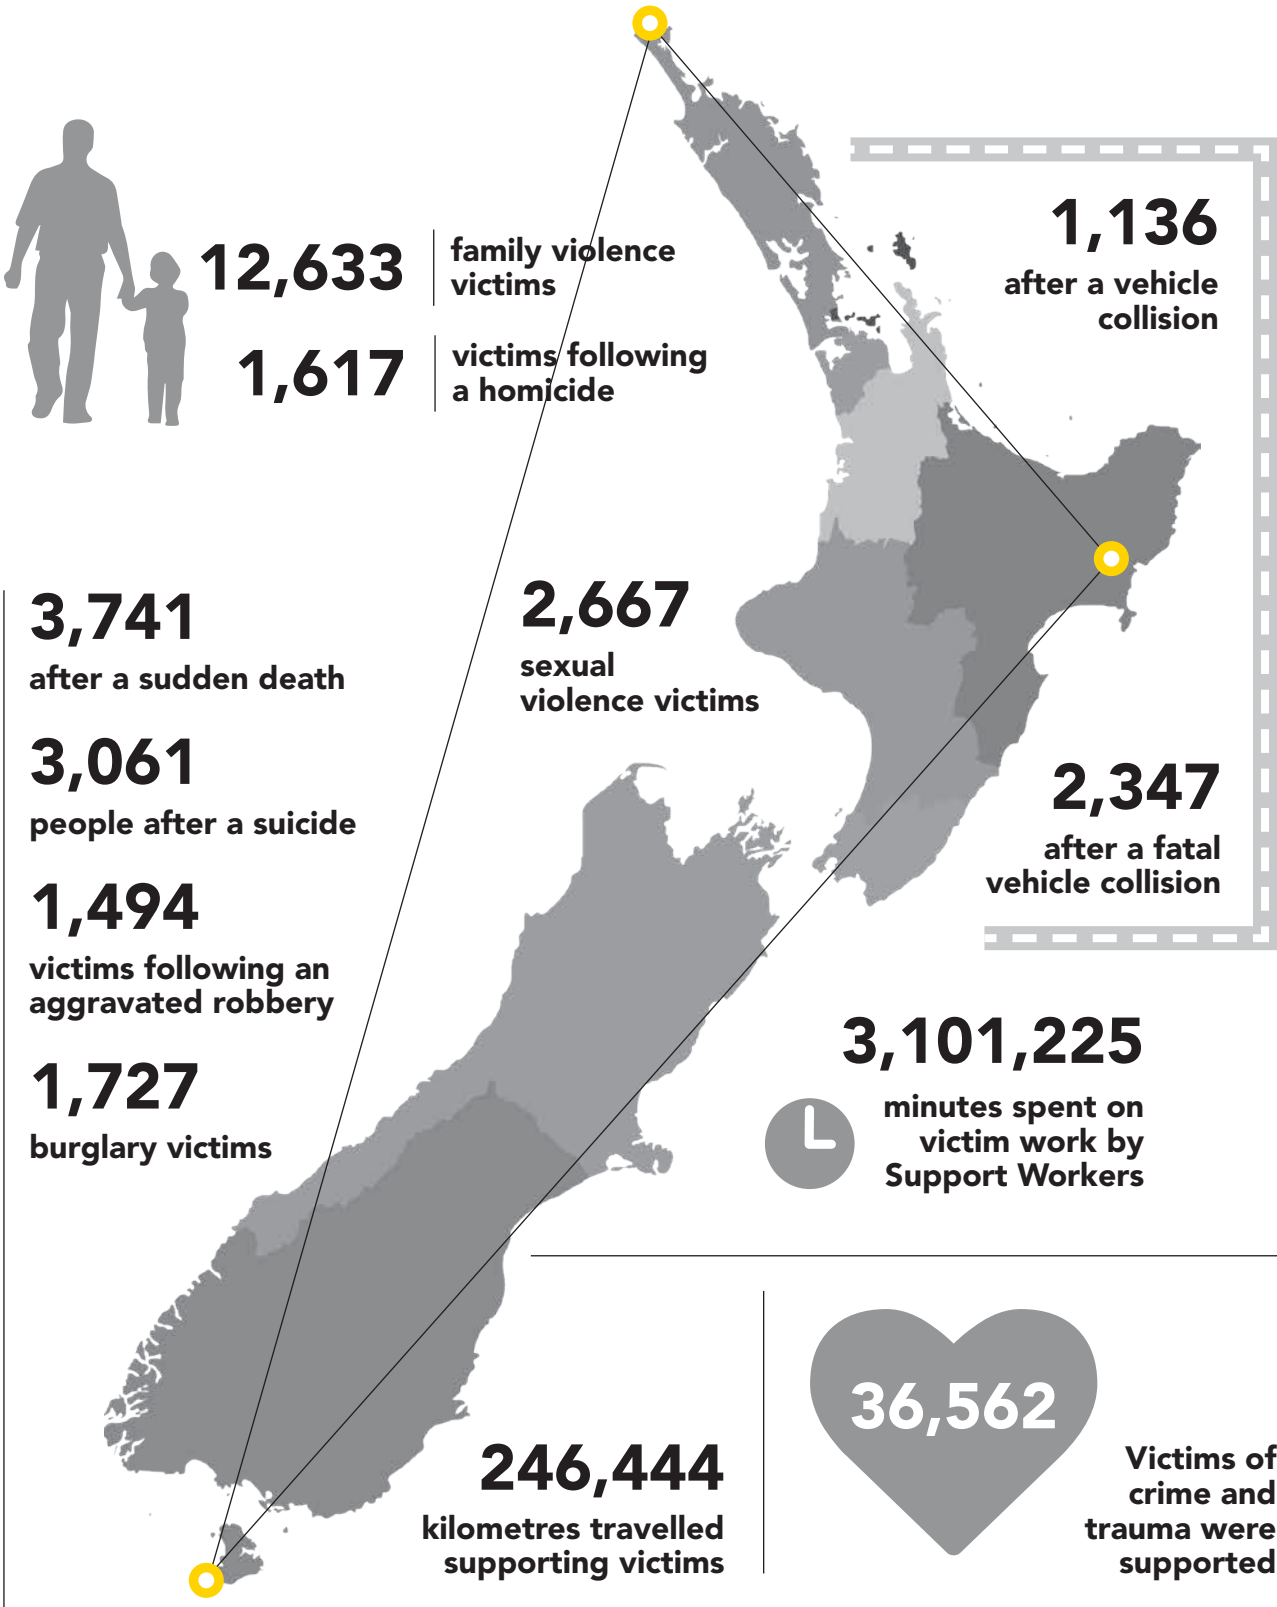 12,633
family violence
victims
1,617
victims following
a homicide
1,136
after a vehicle
collision
3,741
after a sudden death
3,061
people after a suicide
1,494
victims following an
aggravated robbery
1,727
burglary victims
2,667
sexual
violence victims
2,347
after a fatal
vehicle collision
3,101,225
minutes spent on
victim work by
Support Workers
246,444
kilometres travelled
supporting victims
36,562
Victims of
crime and
trauma were
supported